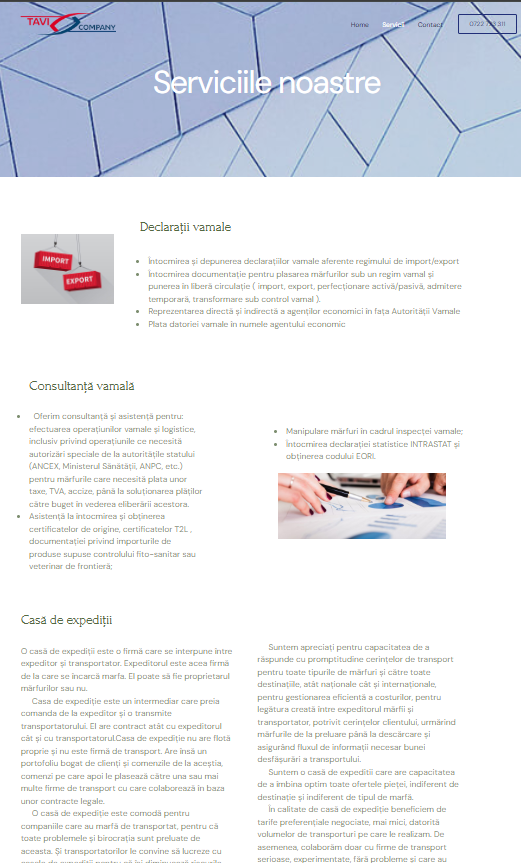 TAVI
COMPANY
Home
Servicii
Contact
0722 733 311
Serviciile noastre
Declarații vamale
IMPORT
EXPORT
• Întocmirea și depunerea declarațiilor vamale aferente regimului de import/export
• Întocmirea documentație pentru plasarea mărfurilor sub un regim vamal și
punerea în liberă circulație ( import, export, perfecționare activă/pasivă, admitere
temporară, transformare sub control vamal ).
• Reprezentarea directă și indirectă a agenților economici în fața Autorității Vamale
• Plata datoriei vamale în numele agentului economic
Consultanță vamală
• Oferim consultanță și asistență pentru:
efectuarea operațiunilor vamale și logistice,
inclusiv privind operațiunile ce necesită
autorizări speciale de la autoritățile statului
(ANCEX, Ministerul Sănătății, ANPC, etc.)
pentru mărfurile care necesită plata unor
taxe, TVA, accize, până la soluționarea plăților
către buget în vederea eliberării acestora.
• Asistență la întocmirea și obținerea
certificatelor de origine, certificatelor T2L ,
documentației privind importurile de
produse supuse controlului fito-sanitar sau
veterinar de frontieră;
• Manipulare mărfuri în cadrul inspecței vamale;
• Întocmirea declarației statistice INTRASTAT și
obținerea codului EORI.
Casă de expediții
O casă de expediții este o firmă care se interpune între
expeditor și transportator. Expeditorul este acea firmă
de la care se încarcă marfa. El poate să fie proprietarul
mărfurilor sau nu.
Casa de expediție este un intermediar care preia
comanda de la expeditor și o transmite
transportatorului. El are contract atât cu expeditorul
cât și cu transportatorul.Casa de expediție nu are flotă
proprie și nu este firmă de transport. Are însă un
portofoliu bogat de clienți și comenzile de la aceștia,
comenzi pe care apoi le plasează către una sau mai
multe firme de transport cu care colaborează în baza
unor contracte legale.
O casă de expediție este comodă pentru
companiile care au marfă de transportat, pentru că
toate problemele și birocrația sunt preluate de
aceasta. Și transportatorilor le convine să lucreze cu
Suntem apreciați pentru capacitatea de a
răspunde cu promptitudine cerințelor de transport
pentru toate tipurile de mărfuri și către toate
destinațiile, atât naționale cât și internaționale,
pentru gestionarea eficientă a costurilor, pentru
legătura creată între expeditorul mărfii și
transportator, potrivit cerințelor clientului, urmărind
mărfurile de la preluare până la descărcare și
asigurând fluxul de informații necesar bunei
desfășurări a transportului.
Suntem o casă de expediții care are capacitatea
de a îmbina optim toate ofertele pieței, indiferent de
destinație și indiferent de tipul de marfă.
În calitate de casă de expediție beneficiem de
tarife preferențiale negociate, mai mici, datorită
volumelor de transporturi pe care le realizam. De
asemenea, colaborăm doar cu firme de transport
serioase, experimentate, fără probleme și care au